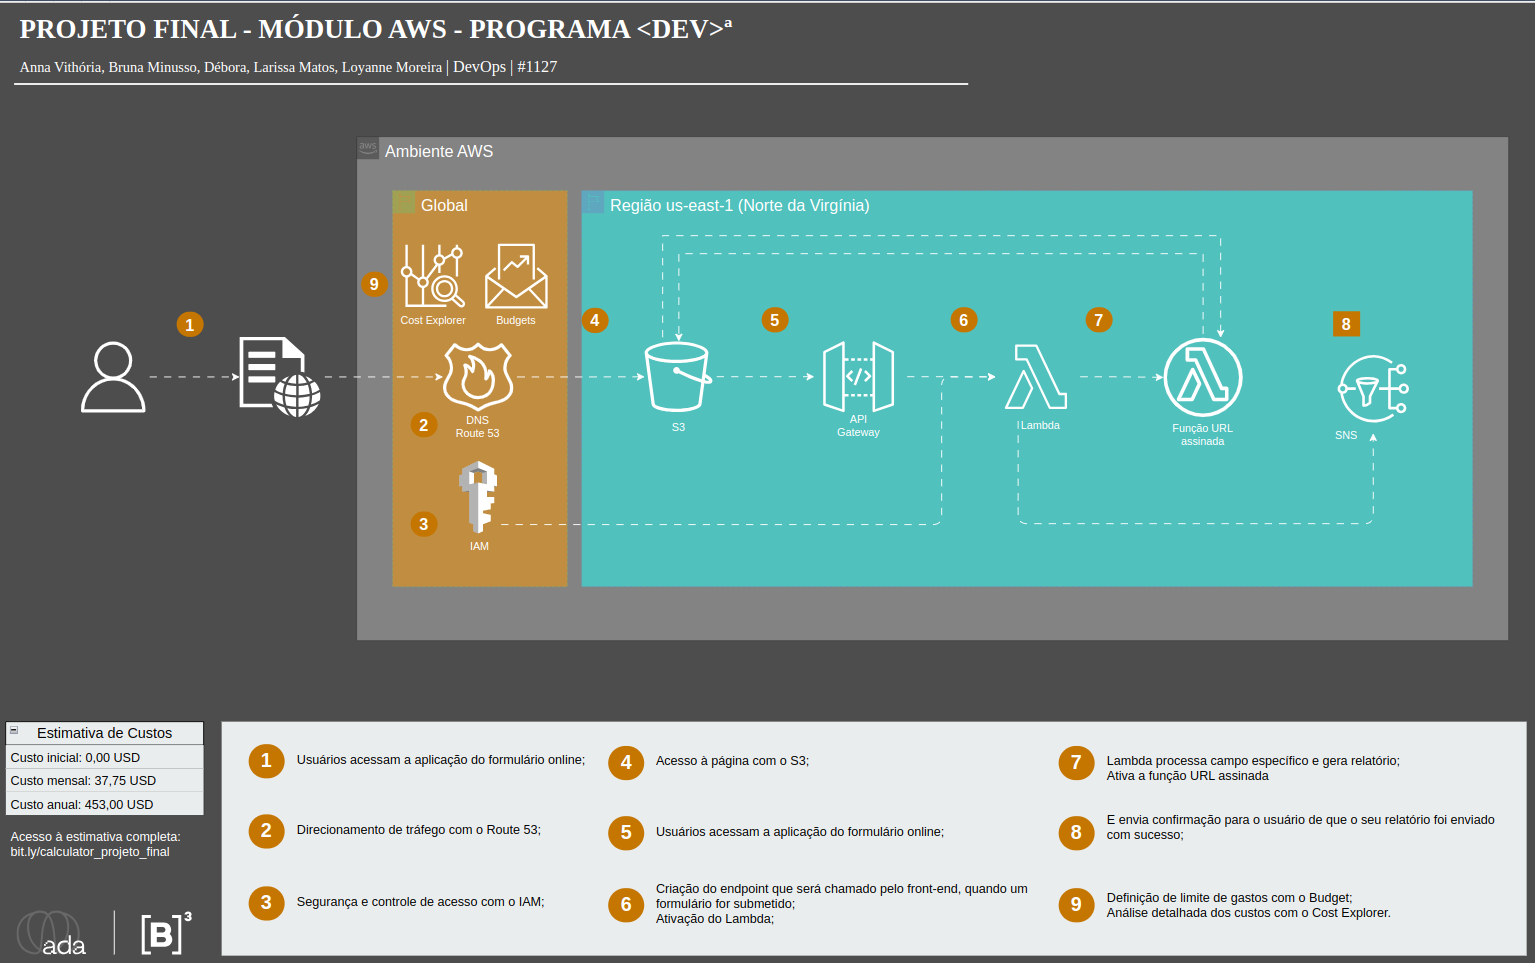 PROJETO FINAL - MÓDULO AWS - PROGRAMA <DEV>ª
Anna Vithória, Bruna Minusso, Débora, Larissa Matos, Loyanne Moreira | DevOps | #1127
aws
Ambiente AWS
Global
Região us-east-1 (Norte da Virgínia)
9
Cost Explorer
Budgets
1
4
5
6
7
8
2
DNS
Route 53
S3
API
Gateway
Lambda
Função URL
assinada
SNS
3
IAM
Estimativa de Custos
Custo inicial: 0,00 USD
Custo mensal: 37,75 USD
Custo anual: 453,00 USD
Acesso à estimativa completa:
bit.ly/calculator_projeto_final
ada
[B]³
1
Usuários acessam a aplicação do formulário online;
2
Direcionamento de tráfego com o Route 53;
3
Segurança e controle de acesso com o IAM;
4
Acesso à página com o S3;
5
Usuários acessam a aplicação do formulário online;
6
Criação do endpoint que será chamado pelo front-end, quando um
formulário for submetido;
Ativação do Lambda;
7
Lambda processa campo específico e gera relatório;
Ativa a função URL assinada
8
E envia confirmação para o usuário de que o seu relatório foi enviado
com sucesso;
9
Definição de limite de gastos com o Budget;
Análise detalhada dos custos com o Cost Explorer.